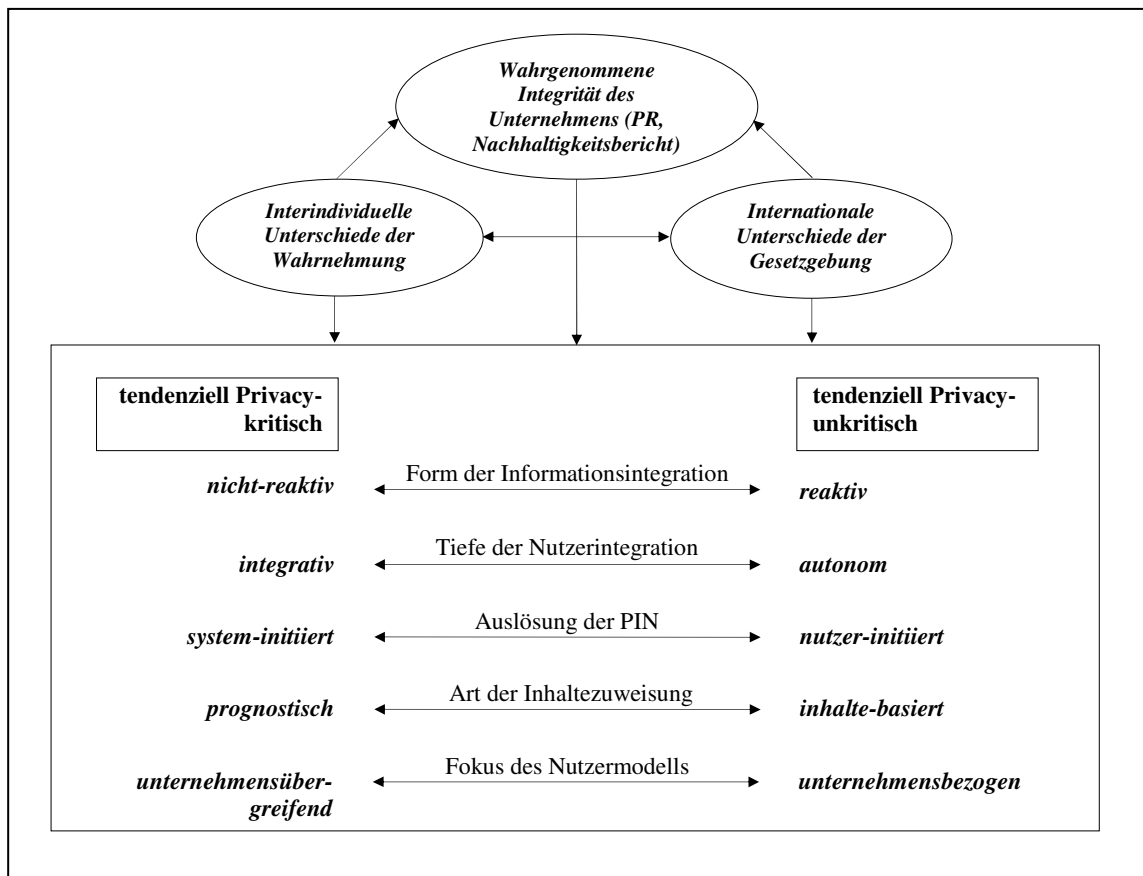 Wahrgenommene
Integrität des
Unternehmens (PR,
Nachhaltigkeitsbericht)
Interindividuelle
Unterschiede der
Wahrnehmung
Internationale
Unterschiede der
Gesetzgebung
tendenziell Privacy-
kritisch
tendenziell Privacy-
unkritisch
nicht-reaktiv
Form der Informationsintegration
reaktiv
integrativ
Tiefe der Nutzerintegration
autonom
system-initiiert
Auslösung der PIN
nutzer-initiiert
prognostisch
Art der Inhaltezuweisung
inhalte-basiert
unternehmensüber-
greifend
Fokus des Nutzermodells
unternehmensbezogen